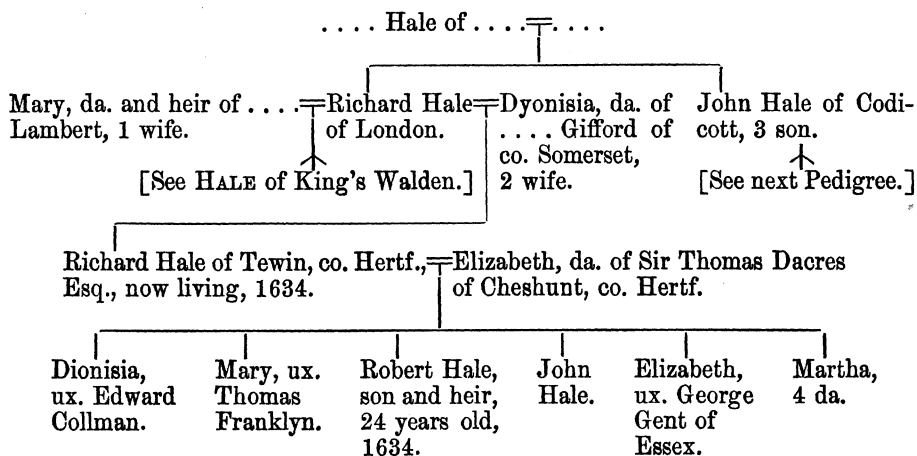 . . . . Hale of . . . . . . . .
Mary, da. and heir of . . . .
Lambert, 1 wife.
Richard Hale
of London.
Dyonisia, da. of
. . . . Gifford of
co. Somerset,
2 wife.
John Hale of Codi-
cott, 3 son.
[See HALE of King's Walden.]
[See next Pedigree.]
Richard Hale of Tewin, co. Hertf.,
Esq., now living, 1634.
Elizabeth, da. of Sir Thomas Dacres
of Cheshunt, co. Hertf.
Dionisia,
ux. Edward
Collman.
Mary, ux.
Thomas
Franklyn.
Robert Hale,
son and heir,
24 years old,
1634.
John
Hale.
Elizabeth,
ux. George
Gent of
Essex.
Martha,
4 da.